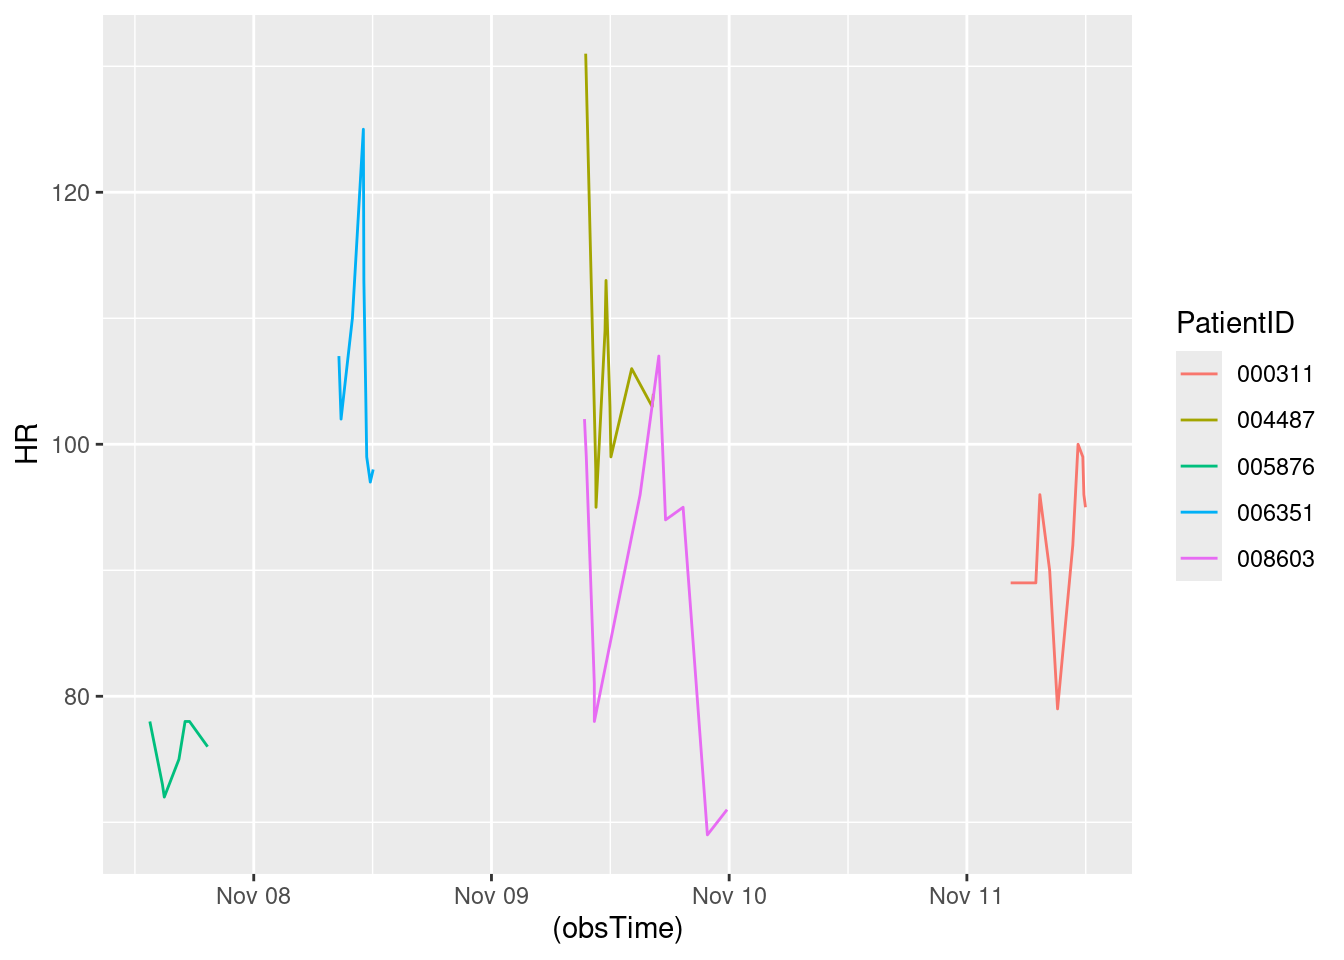 HR
120
100
80
Nov 08
Nov 09
Nov 10
Nov 11
(obsTime)
PatientID
000311
004487
005876
006351
008603